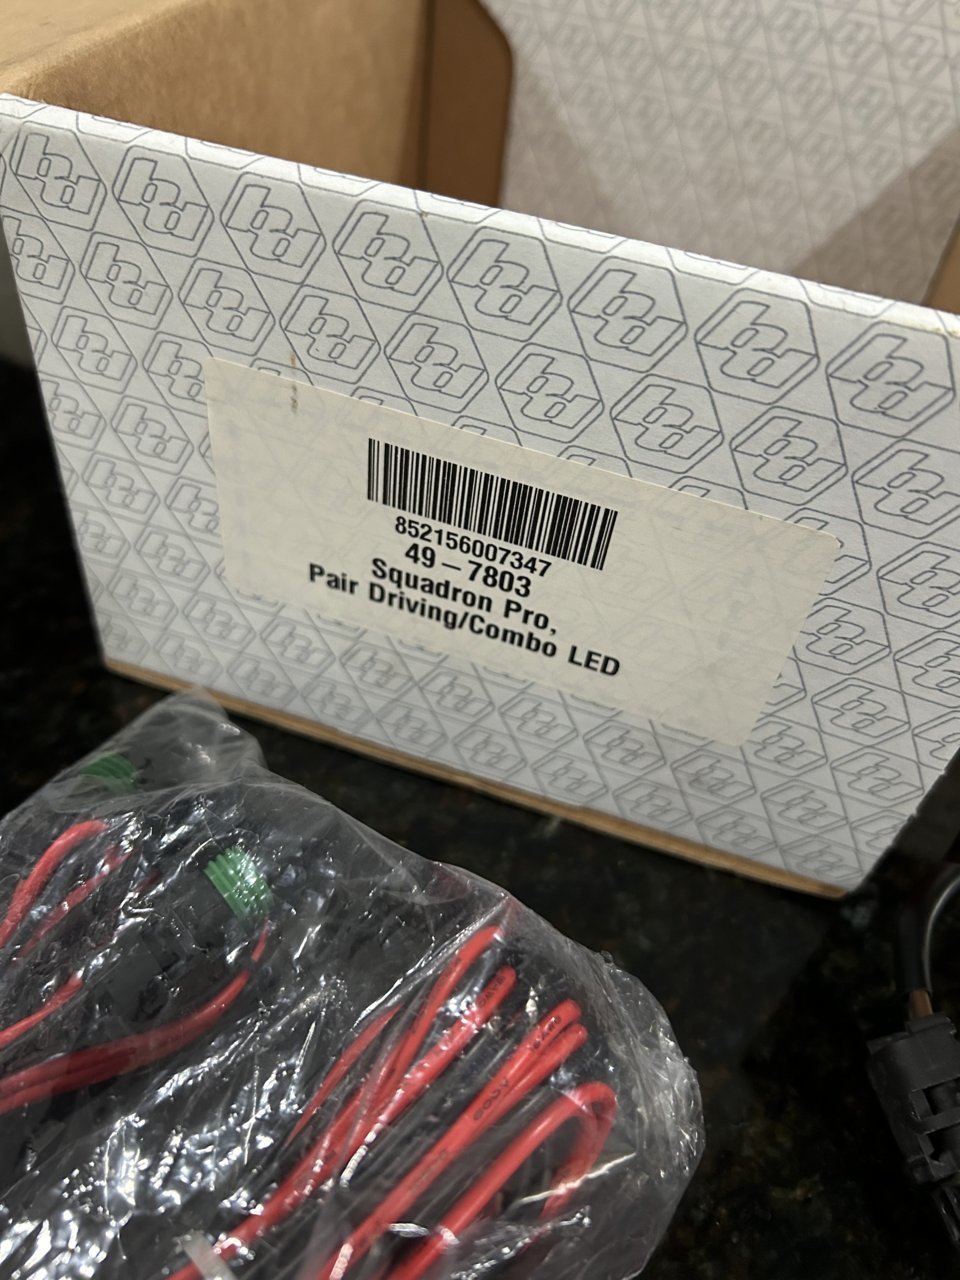 852156007347
49-7803
Squadron Pro,
Pair Driving/Combo LED